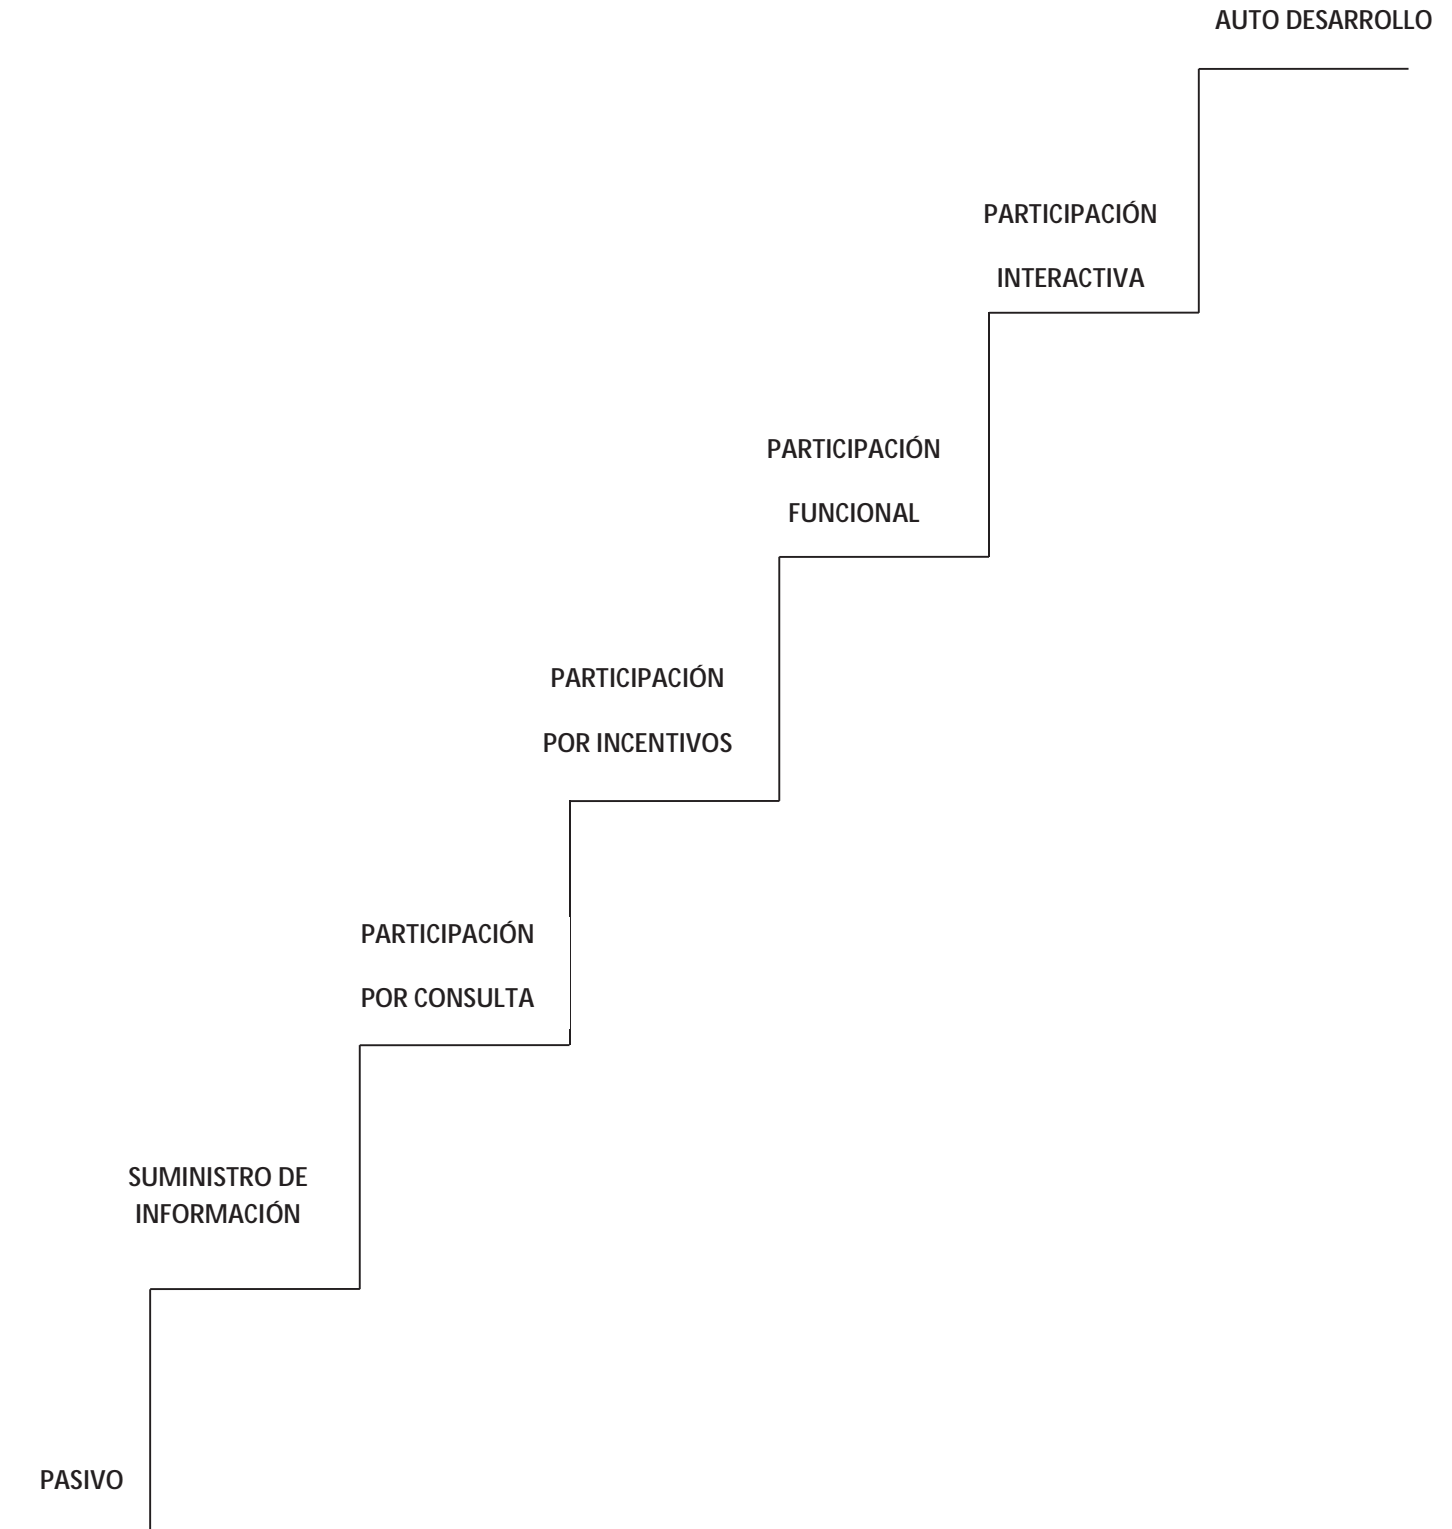 AUTO DESARROLLO
PARTICIPACIÓN
INTERACTIVA
PARTICIPACIÓN
FUNCIONAL
PARTICIPACIÓN
POR INCENTIVOS
PARTICIPACIÓN
POR CONSULTA
SUMINISTRO DE
INFORMACIÓN
PASIVO